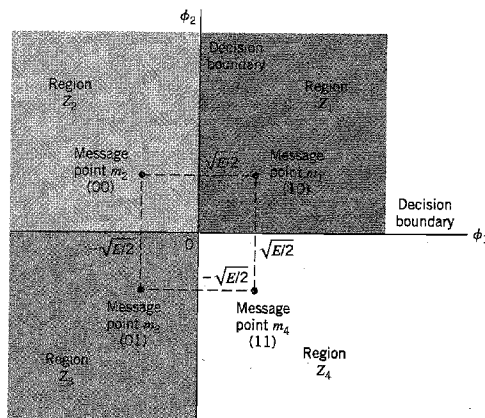 ϕ₂
Decision
boundary
Region
Z₂
Region
Message
point m₂
(00)
√E/2
Message
point m₁
(10)
Decision
boundary
−√E/2
0
√E/2
ϕ₁
−√E/2
Message
point m₃
(01)
Message
point m₄
(11)
Region
Z₃
Region
Z₄